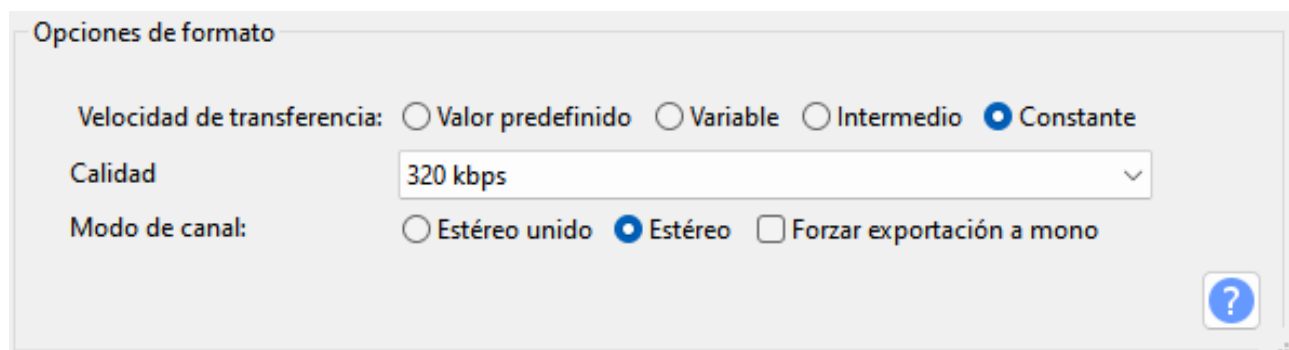 Opciones de formato
Velocidad de transferencia: Valor predefinido Variable Intermedio Constante
Calidad 320 kbps
Modo de canal: Estéreo unido Estéreo Forzar exportación a mono
?